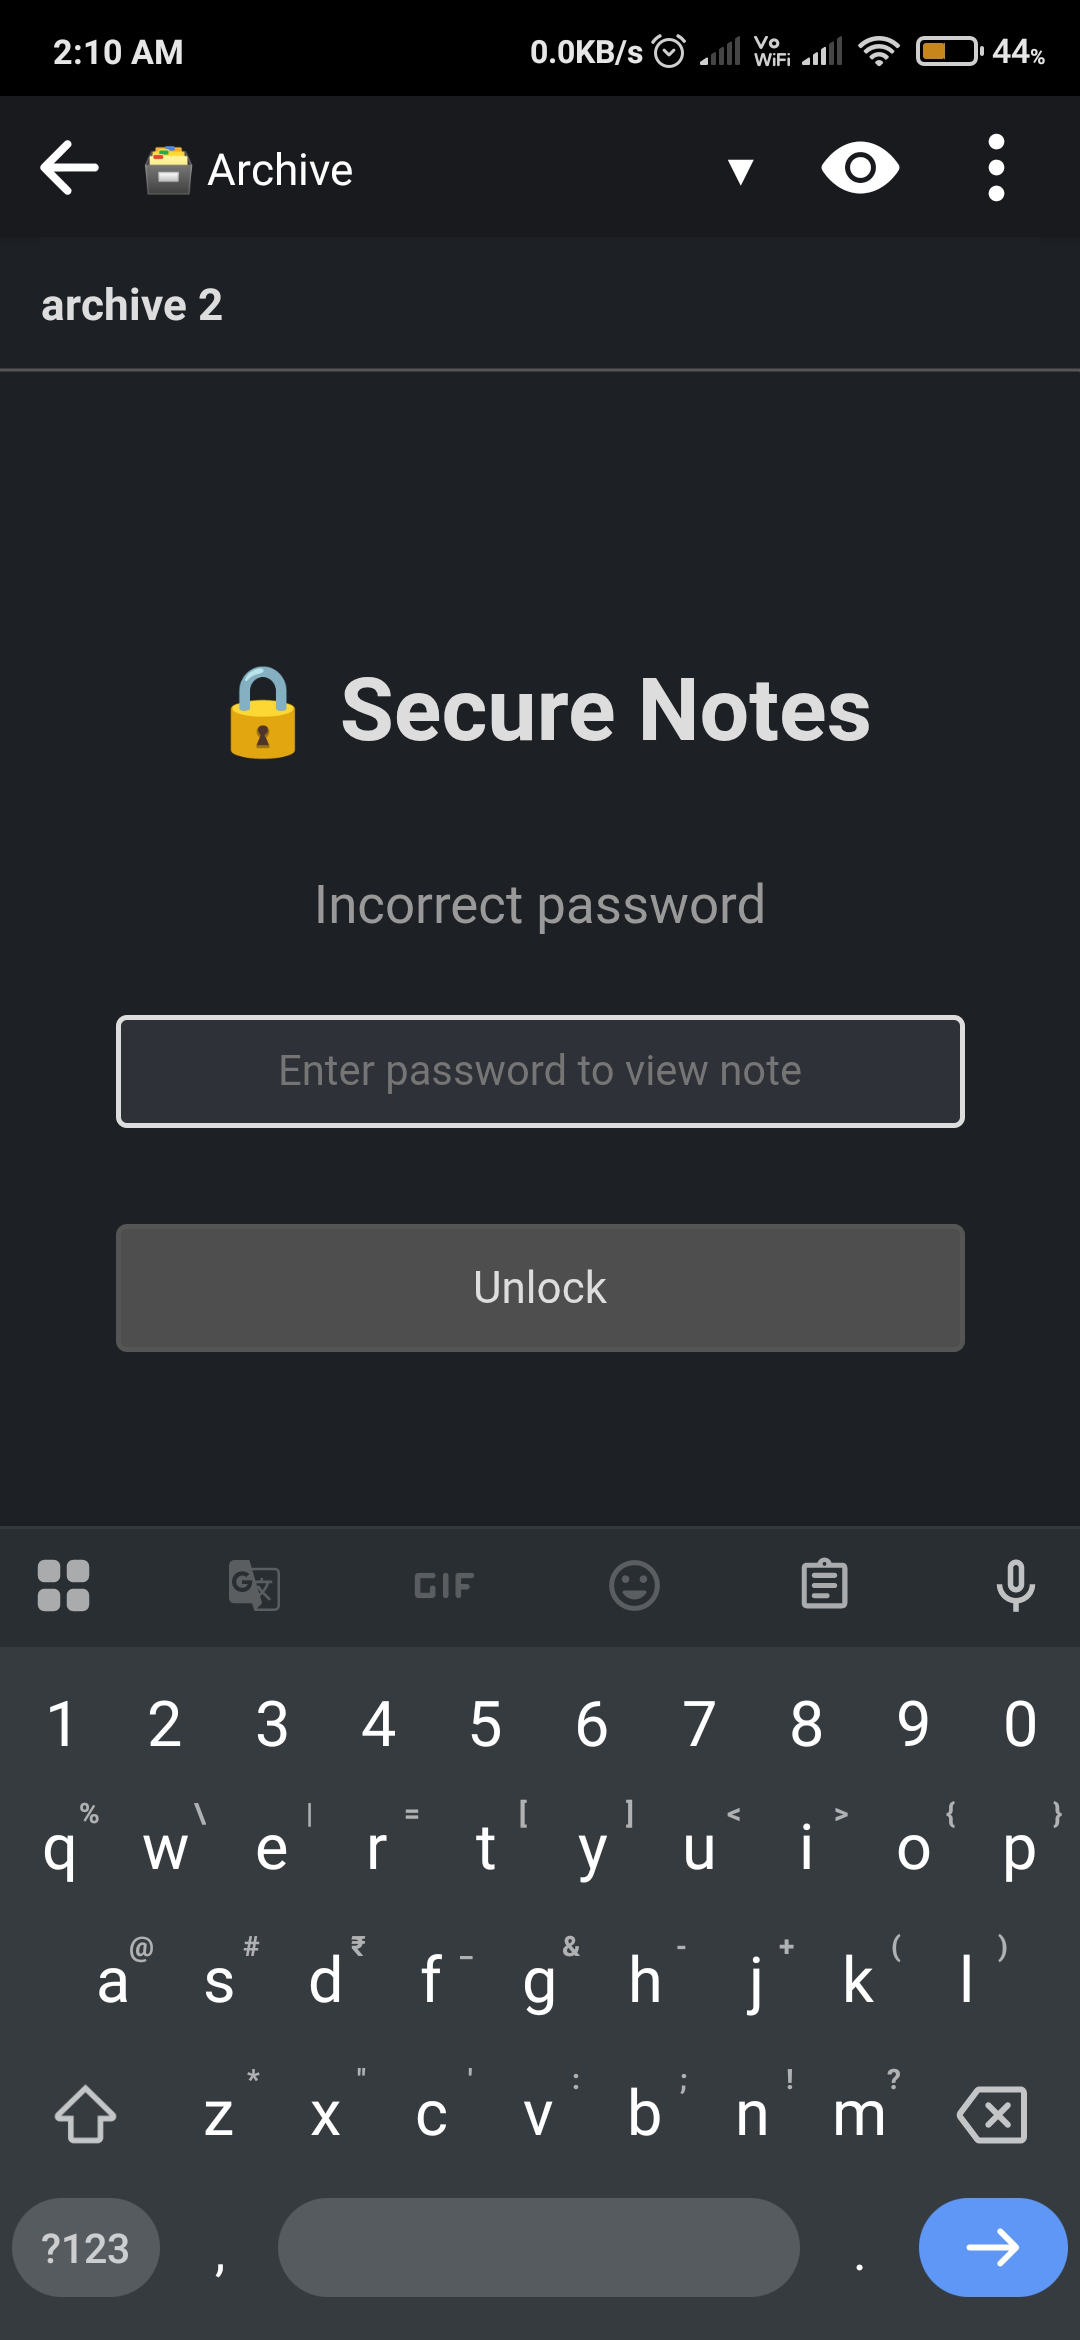 2:10 AM 0.0KB/s Vo WiFi 44%
Archive ▼
archive 2
Secure Notes
Incorrect password
Enter password to view note
Unlock
GIF
1 2 3 4 5 6 7 8 9 0
q % w \ e | r = t [ y ] u < i > o { p }
a @ s # d ₹ f _ g & h - j + k ( l )
z * x " c ' v : b ; n ! m ?
?123 , .